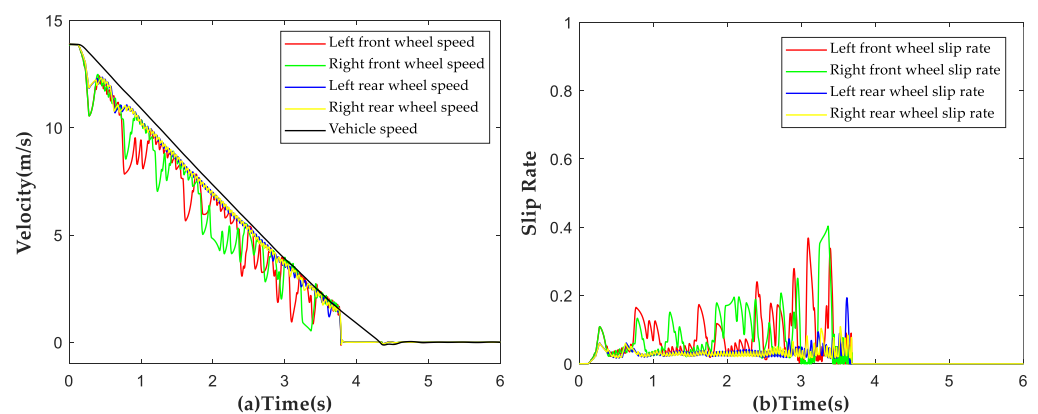 15
10
5
0
Velocity(m/s)
Left front wheel speed
Right front wheel speed
Left rear wheel speed
Right rear wheel speed
Vehicle speed
0 1 2 3 4 5 6
(a)Time(s)
1
0.8
0.6
0.4
0.2
0
Slip Rate
Left front wheel slip rate
Right front wheel slip rate
Left rear wheel slip rate
Right rear wheel slip rate
0 1 2 3 4 5 6
(b)Time(s)